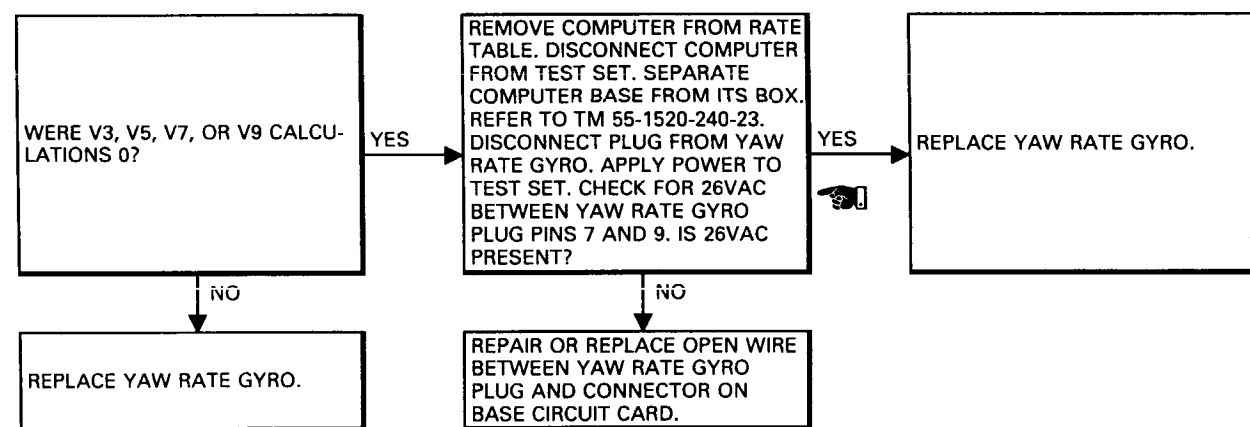 WERE V3, V5, V7, OR V9 CALCU-
LATIONS 0?
YES
REMOVE COMPUTER FROM RATE
TABLE. DISCONNECT COMPUTER
FROM TEST SET. SEPARATE
COMPUTER BASE FROM ITS BOX.
REFER TO TM 55-1520-240-23.
DISCONNECT PLUG FROM YAW
RATE GYRO. APPLY POWER TO
TEST SET. CHECK FOR 26VAC
BETWEEN YAW RATE GYRO
PLUG PINS 7 AND 9. IS 26VAC
PRESENT?
YES
REPLACE YAW RATE GYRO.
NO
REPLACE YAW RATE GYRO.
NO
REPAIR OR REPLACE OPEN WIRE
BETWEEN YAW RATE GYRO
PLUG AND CONNECTOR ON
BASE CIRCUIT CARD.